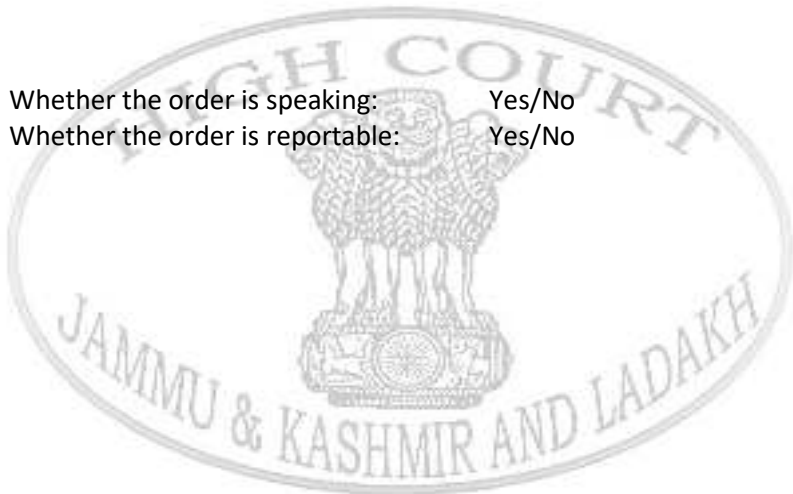 HIGH COURT
Whether the order is speaking: Yes/No
Whether the order is reportable: Yes/No
JAMMU & KASHMIR AND LADAKH